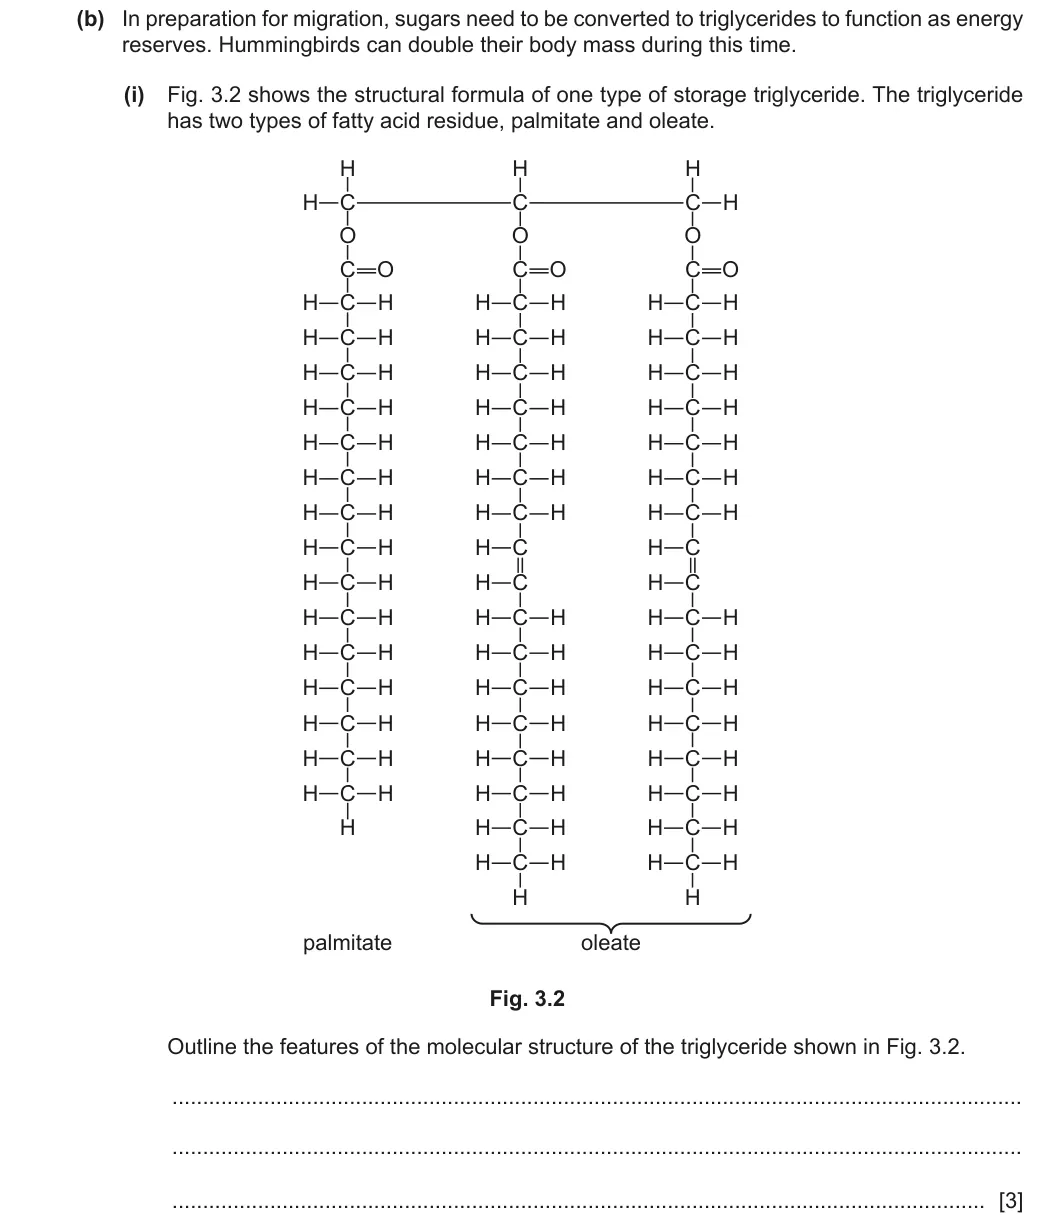 (b) In preparation for migration, sugars need to be converted to triglycerides to function as energy
reserves. Hummingbirds can double their body mass during this time.
(i) Fig. 3.2 shows the structural formula of one type of storage triglyceride. The triglyceride
has two types of fatty acid residue, palmitate and oleate.
H H H
H–C C C–H
O O O
C=O C=O C=O
H–C–H H–C–H H–C–H
H–C–H H–C–H H–C–H
H–C–H H–C–H H–C–H
H–C–H H–C–H H–C–H
H–C–H H–C–H H–C–H
H–C–H H–C–H H–C–H
H–C–H H–C–H H–C–H
H–C–H H–C H–C
H–C–H H–C H–C
H–C–H H–C–H H–C–H
H–C–H H–C–H H–C–H
H–C–H H–C–H H–C–H
H–C–H H–C–H H–C–H
H–C–H H–C–H H–C–H
H–C–H H–C–H H–C–H
H H–C–H H–C–H
H–C–H H–C–H
H H
palmitate oleate
Fig. 3.2
Outline the features of the molecular structure of the triglyceride shown in Fig. 3.2.
[3]